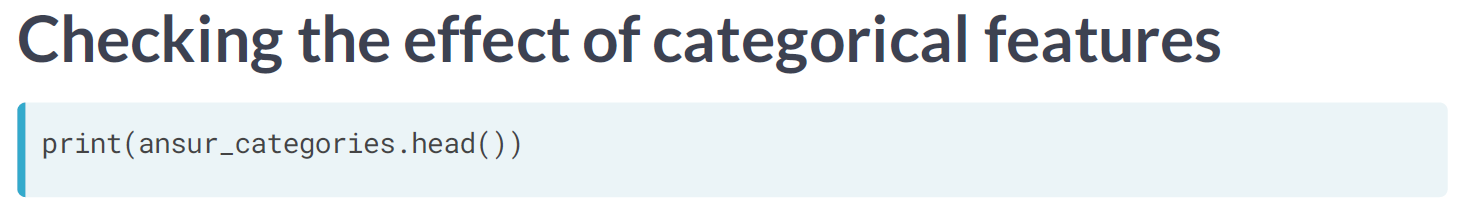 Checking the effect of categorical features
print(ansur_categories.head())